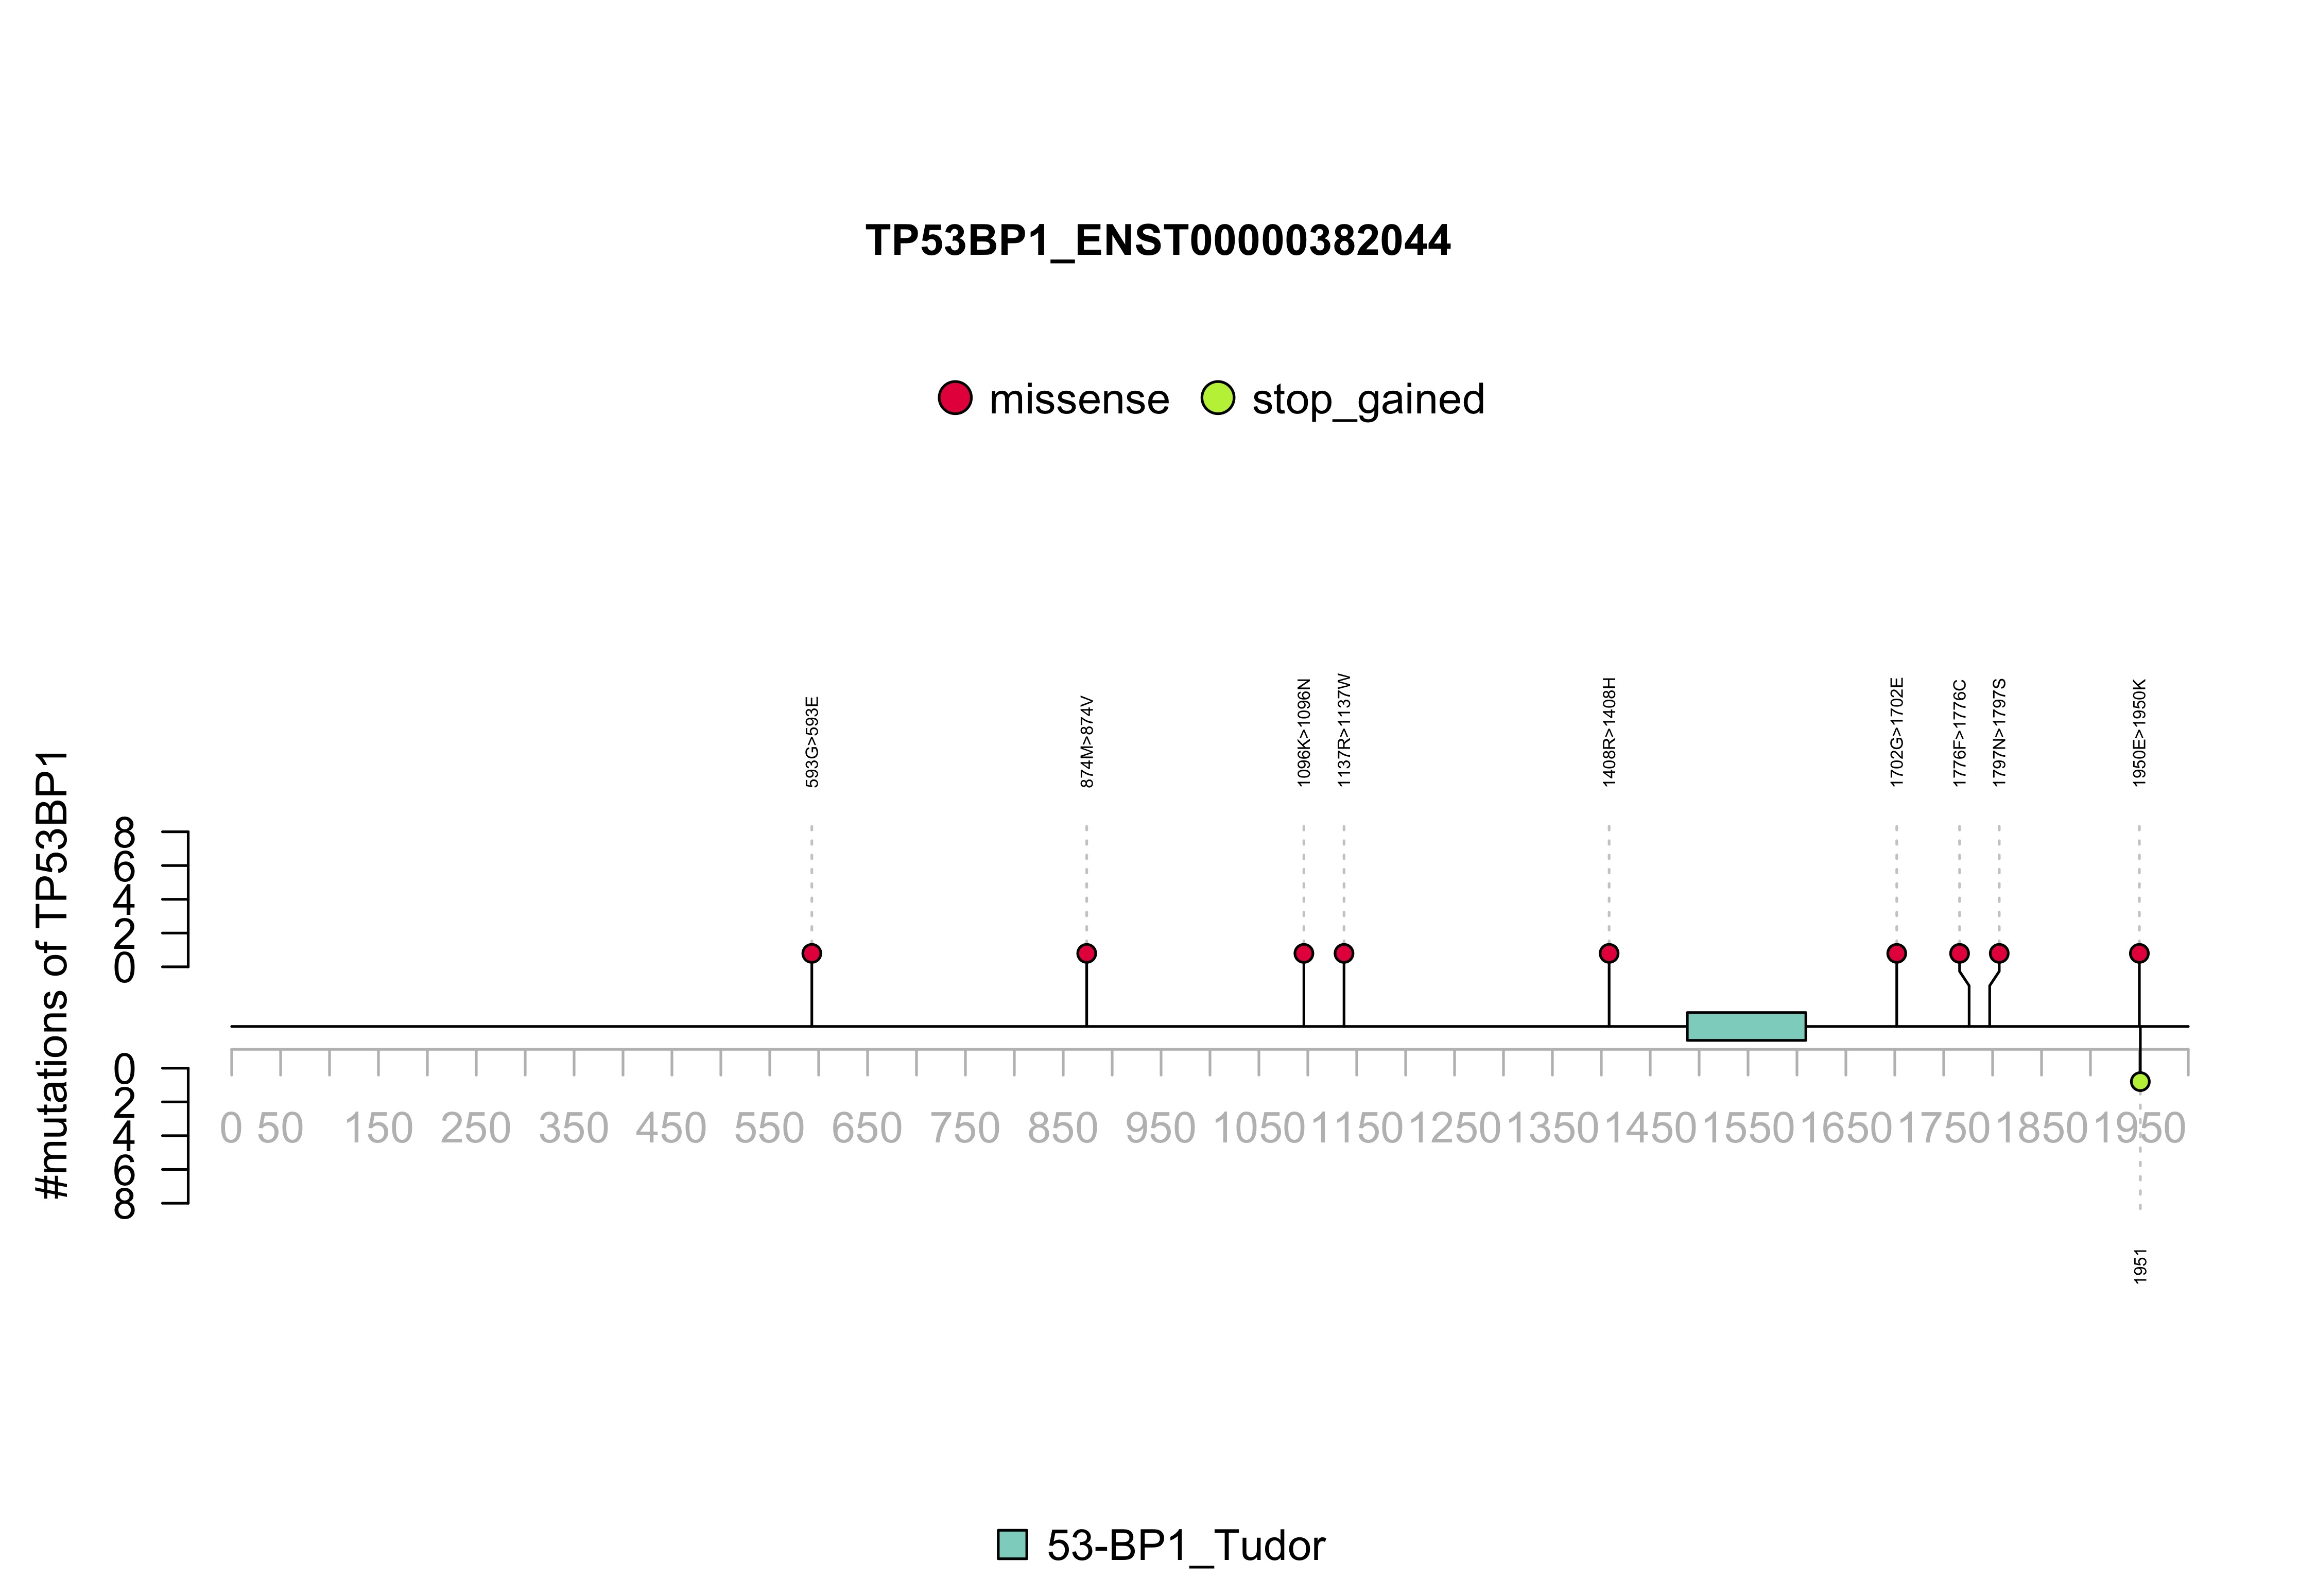 TP53BP1_ENST00000382044
missense stop_gained
593G>593E
874M>874V
1096K>1096N
1137R>1137W
1408R>1408H
1702G>1702E
1776F>1776C
1797N>1797S
1950E>1950K
#mutations of TP53BP1
8
6
4
2
0
0
2
4
6
8
0 50 150 250 350 450 550 650 750 850 950 1050 1150 1250 1350 1450 1550 1650 1750 1850 1950
1951
53-BP1_Tudor